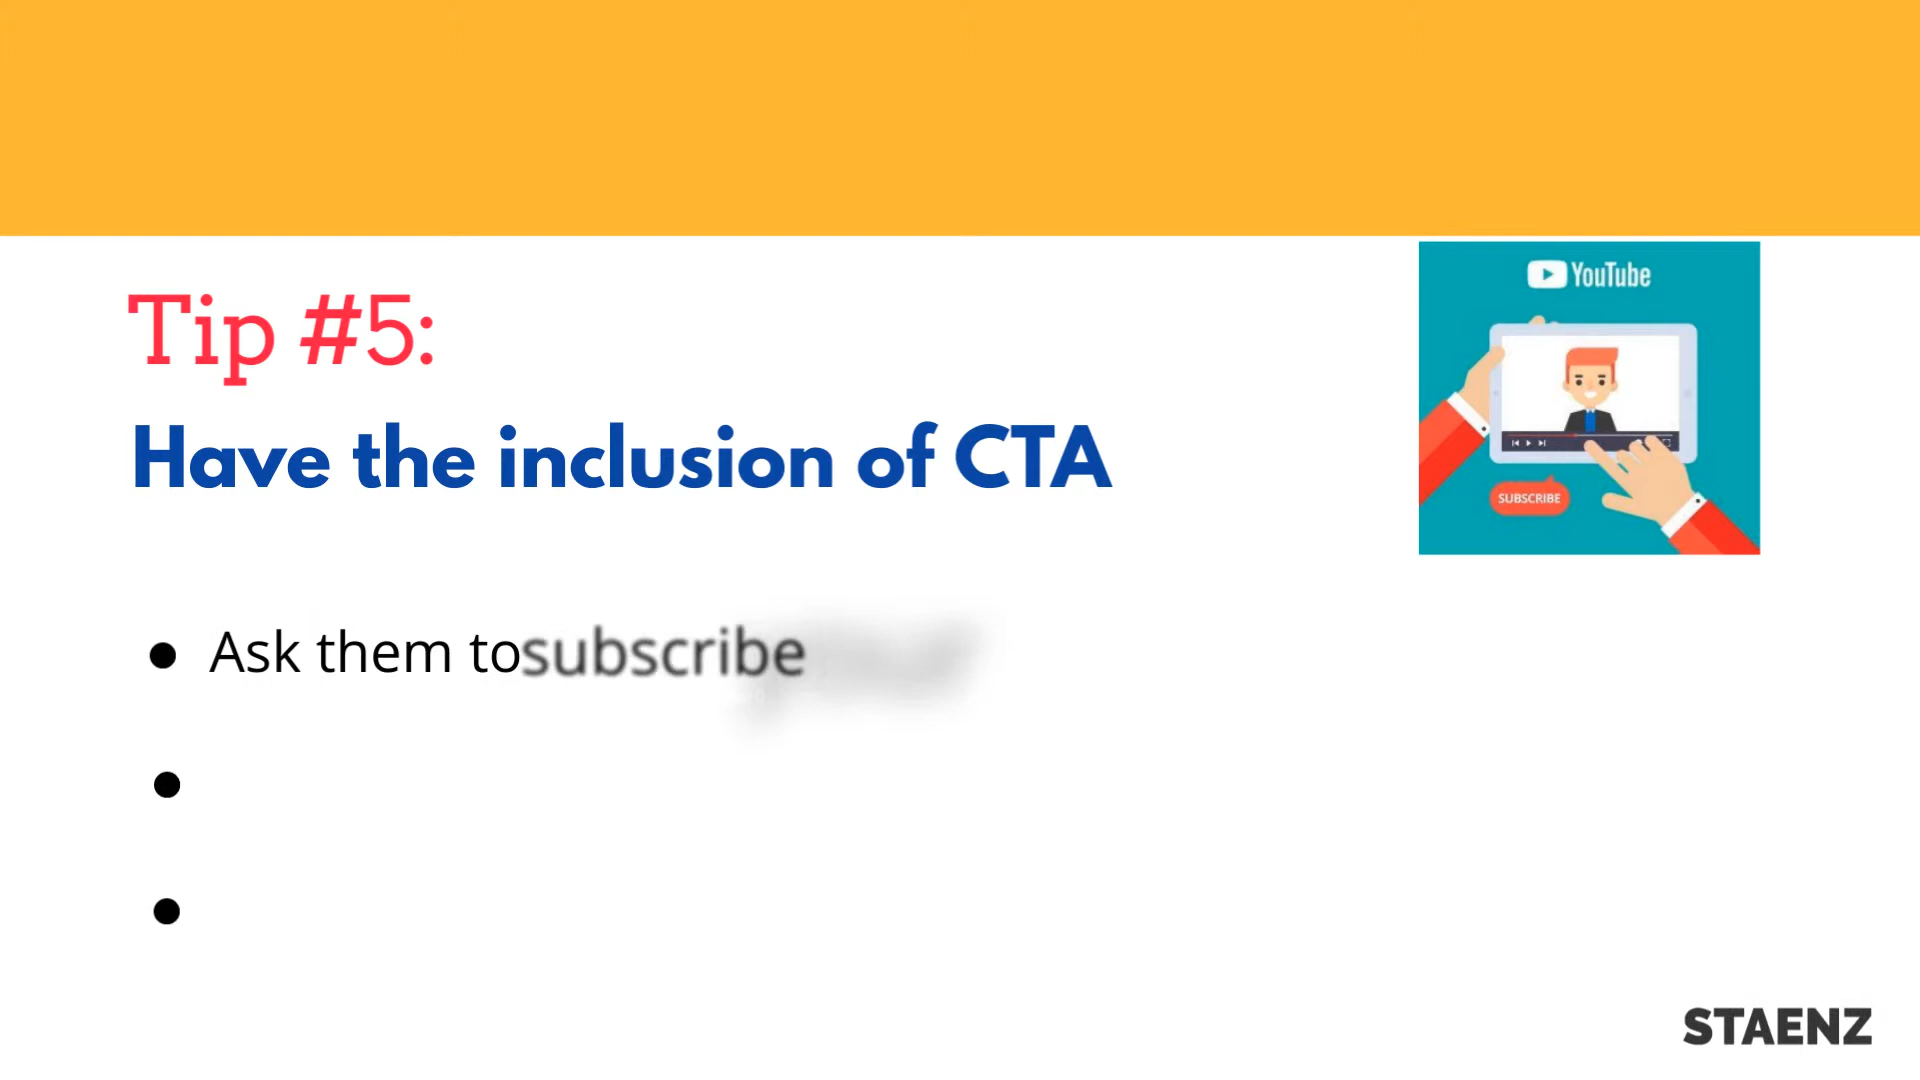 YouTube
Tip #5:
Have the inclusion of CTA
SUBSCRIBE
● Ask them to subscribe
●
●
STAENZ